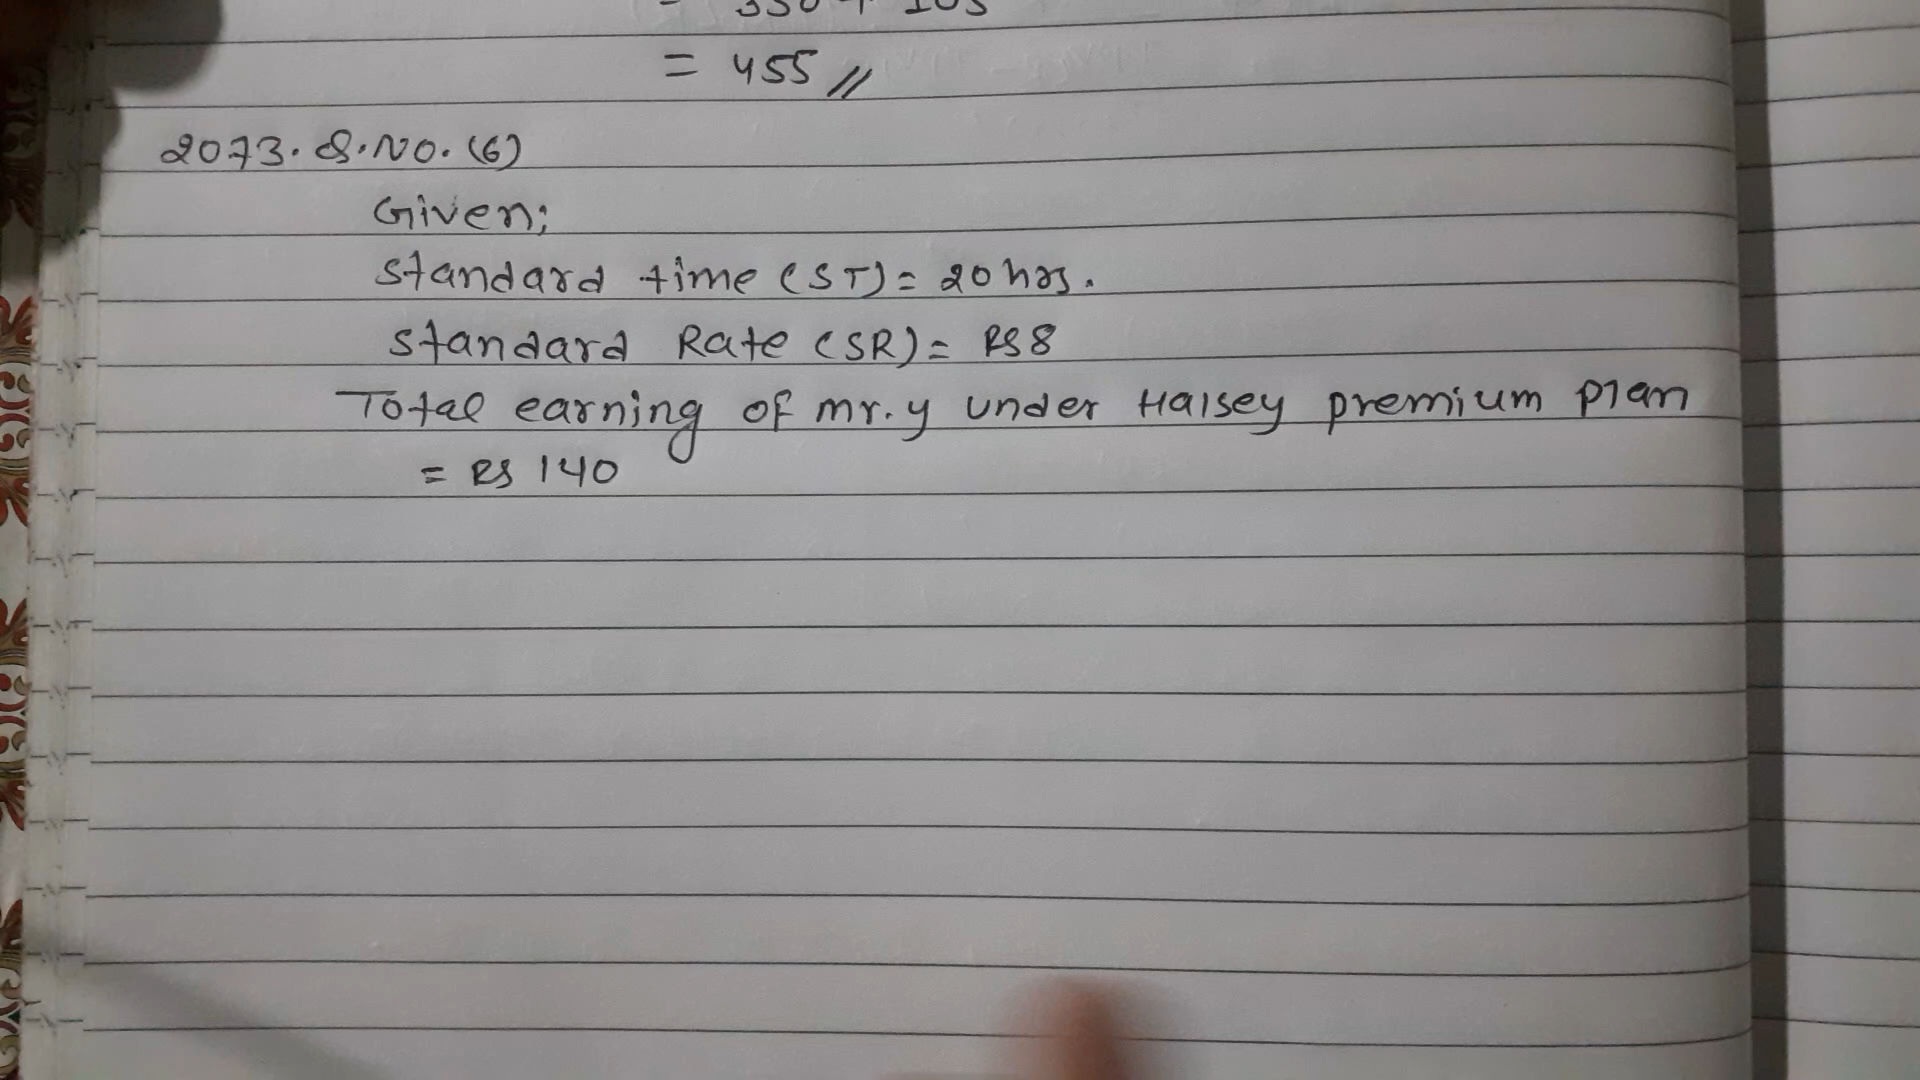 = 455 //
2073. Q.NO. (6)
Given;
Standard time (ST) = 20 hrs.
Standard Rate (SR) = RS 8
Total earning of mr. y under Halsey premium plan
= RS 140